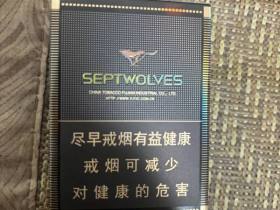 SEPTWOLVES
CHINA TOBACCO FUJIAN INDUSTRIAL CO., LTD.
尽早戒烟有益健康
戒烟可减少
对健康的危害